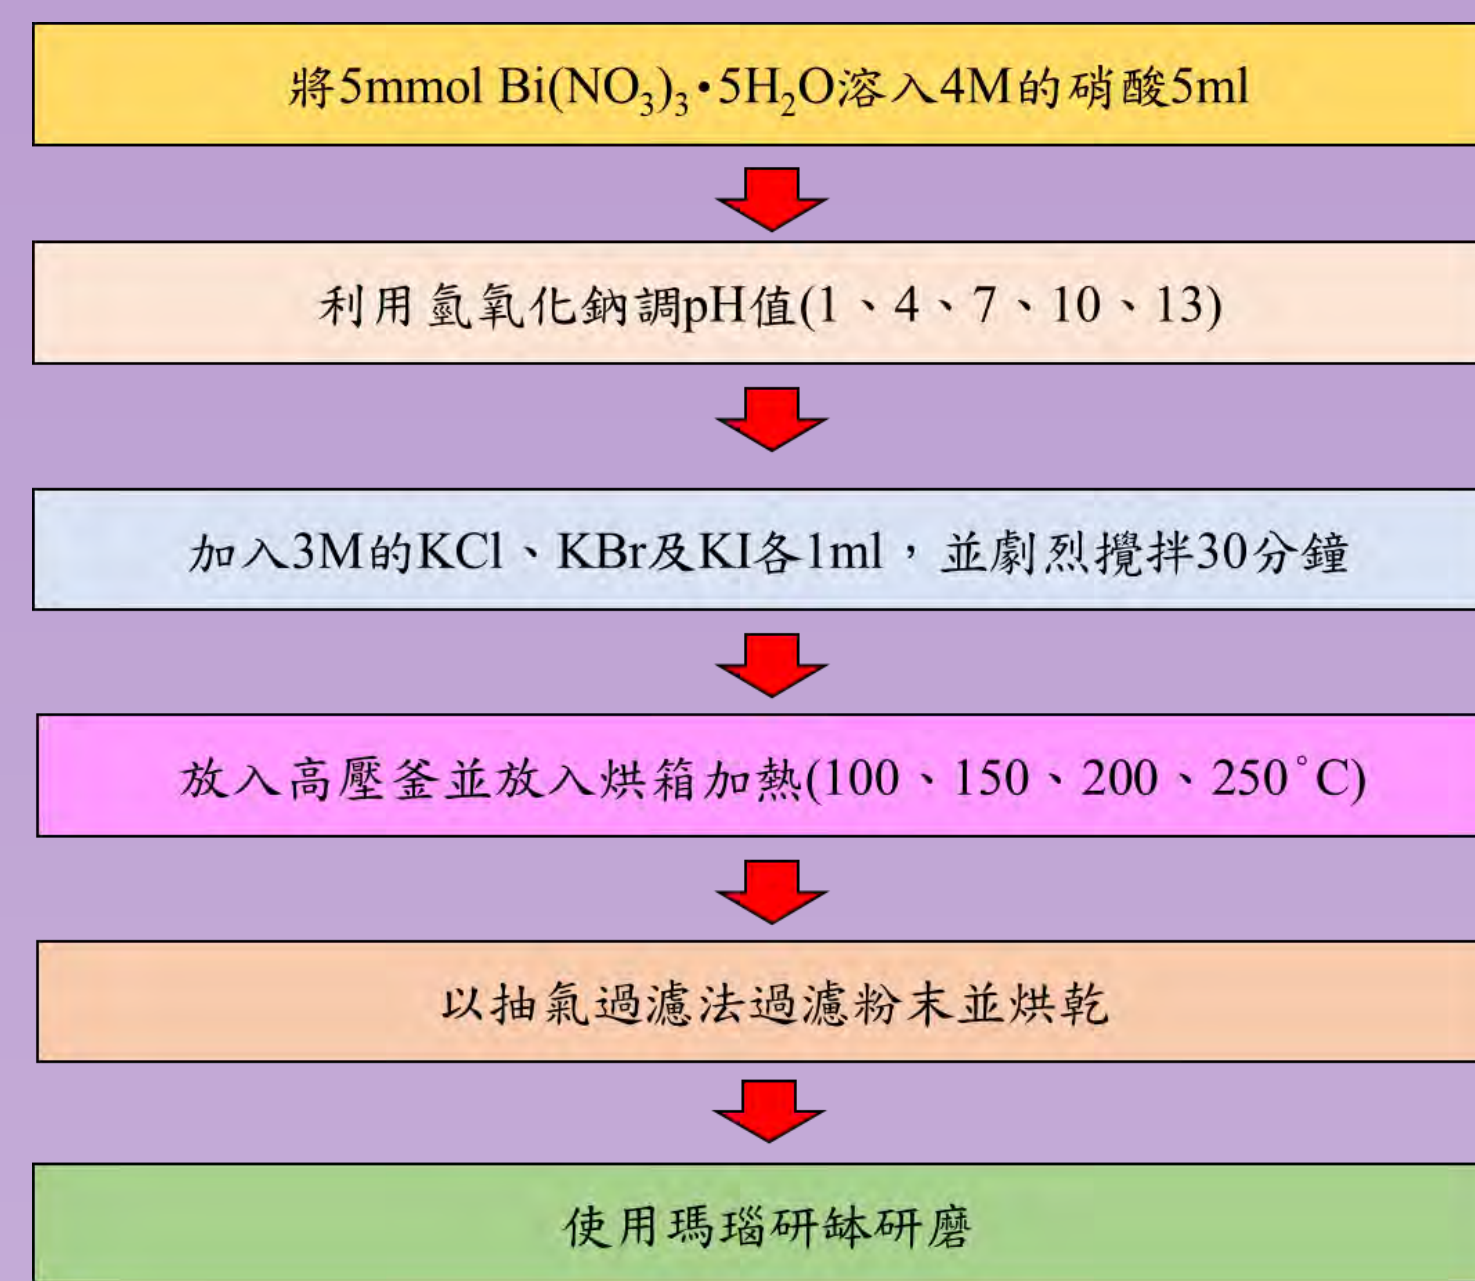 將5mmol Bi(NO₃)₃•5H₂O溶入4M的硝酸5ml
利用氫氧化鈉調pH值(1、4、7、10、13)
加入3M的KCl、KBr及KI各1ml，並劇烈攪拌30分鐘
放入高壓釜並放入烘箱加熱(100、150、200、250°C)
以抽氣過濾法過濾粉末並烘乾
使用瑪瑙研缽研磨